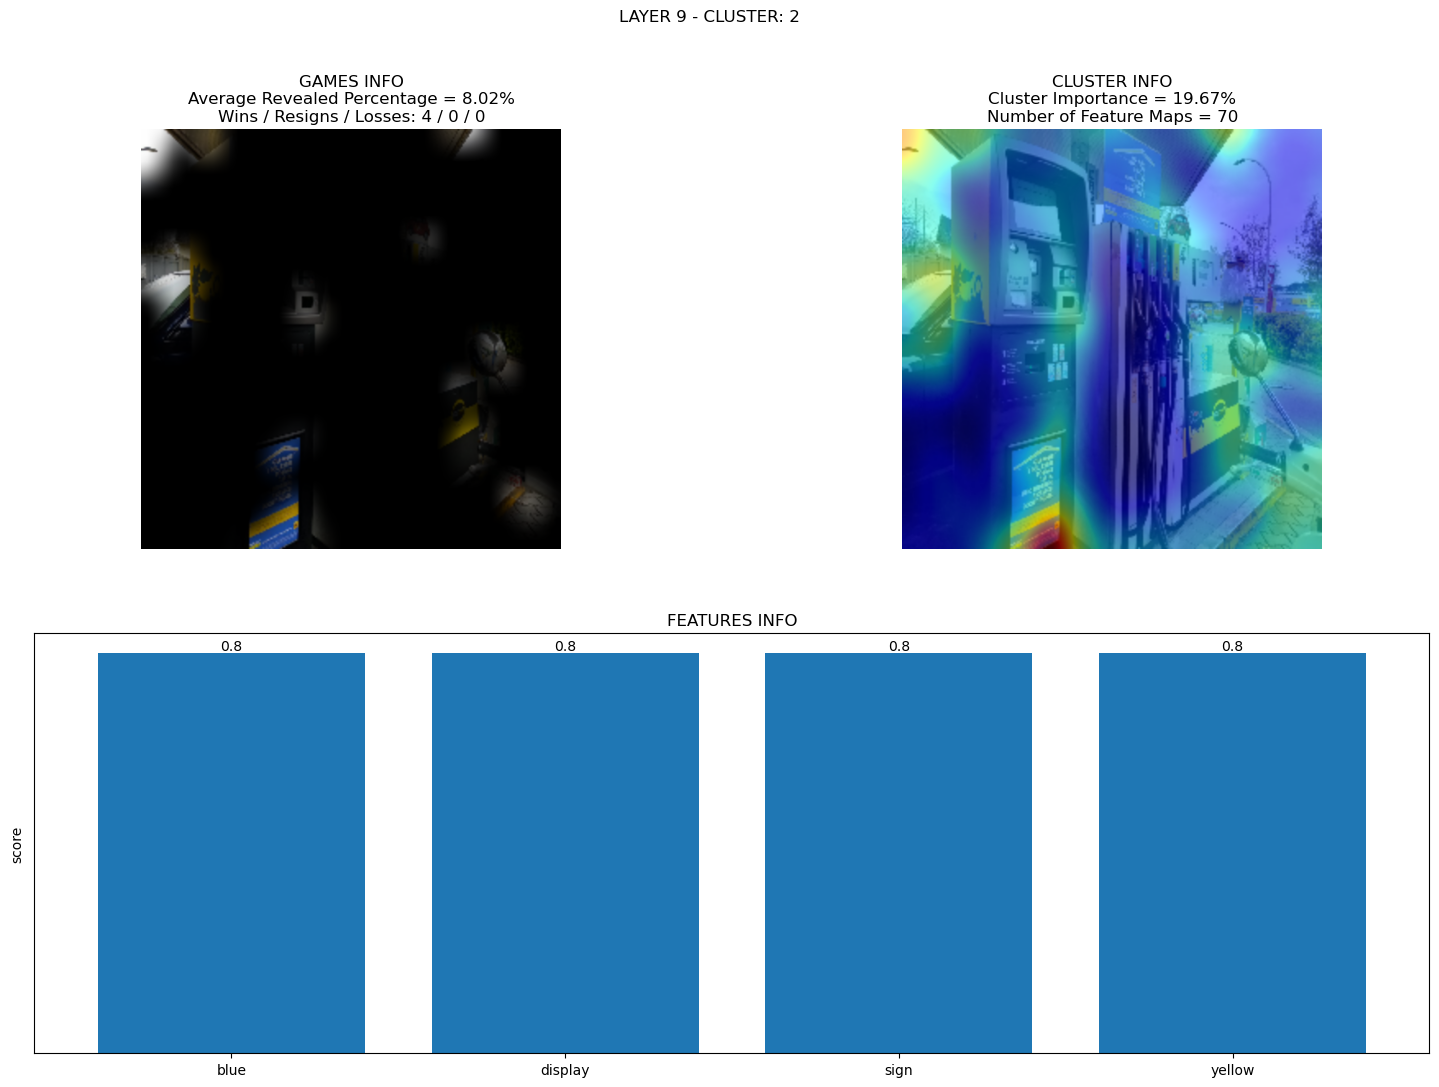 LAYER 9 - CLUSTER: 2
GAMES INFO
Average Revealed Percentage = 8.02%
Wins / Resigns / Losses: 4 / 0 / 0
CLUSTER INFO
Cluster Importance = 19.67%
Number of Feature Maps = 70
FEATURES INFO
score
0.8
0.8
0.8
0.8
blue
display
sign
yellow